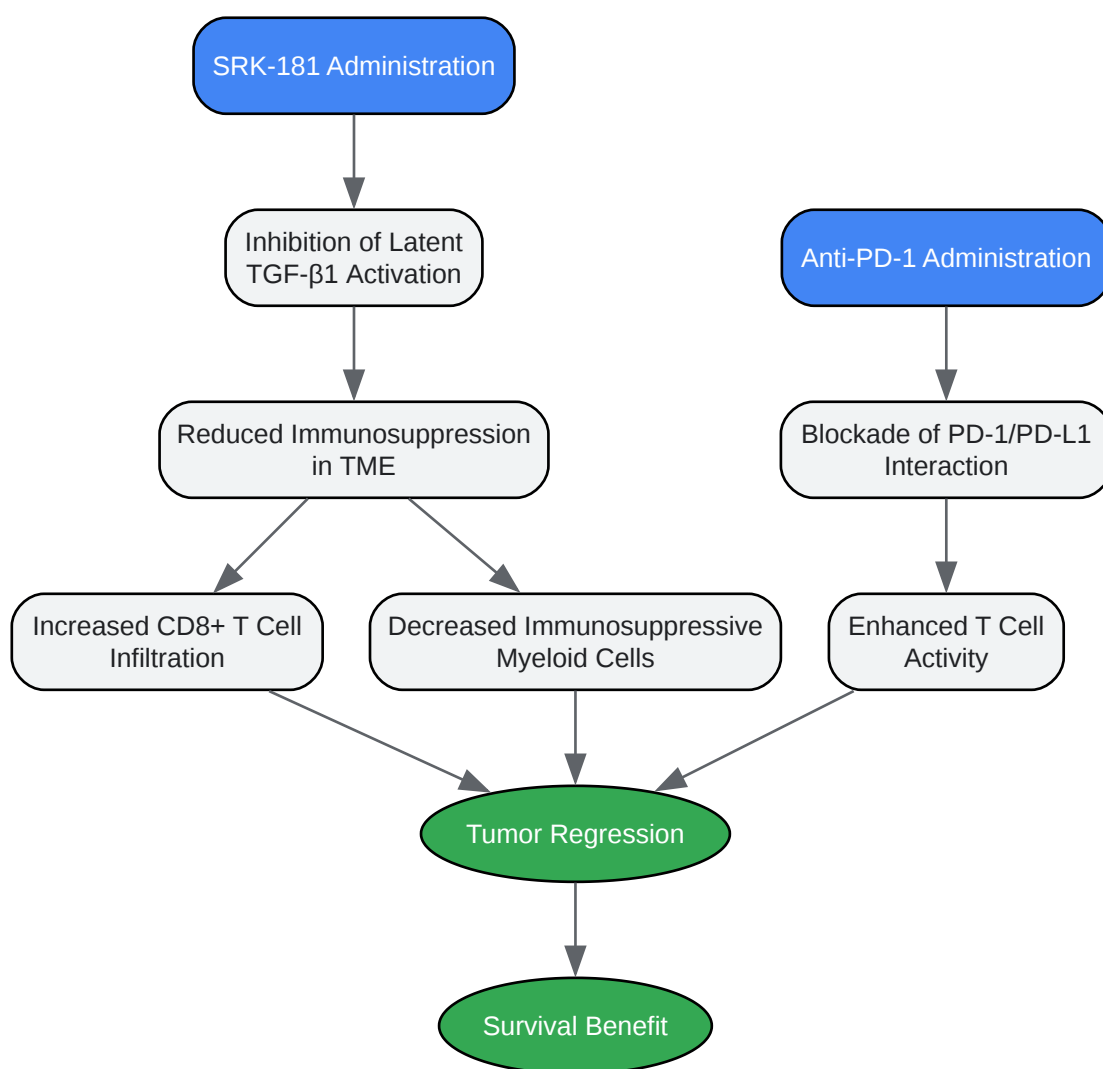 SRK-181 Administration
Inhibition of Latent
TGF-β1 Activation
Anti-PD-1 Administration
Reduced Immunosuppression
in TME
Blockade of PD-1/PD-L1
Interaction
Increased CD8+ T Cell
Infiltration
Decreased Immunosuppressive
Myeloid Cells
Enhanced T Cell
Activity
Tumor Regression
Survival Benefit